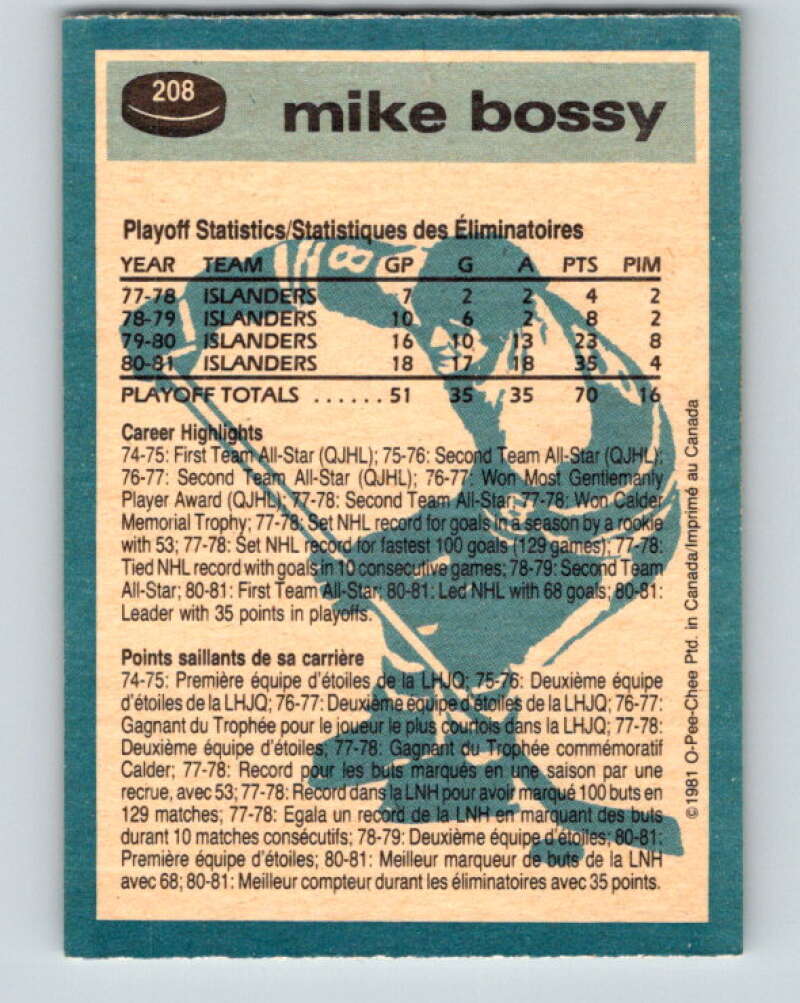 208
mike bossy
Playoff Statistics/Statistiques des Éliminatoires
YEAR TEAM GP G A PTS PIM
77-78 ISLANDERS 7 2 2 4 2
78-79 ISLANDERS 10 6 2 8 2
79-80 ISLANDERS 16 10 13 23 8
80-81 ISLANDERS 18 17 18 35 4
PLAYOFF TOTALS ...... 51 35 35 70 16
Career Highlights
74-75: First Team All-Star (QJHL); 75-76: Second Team All-Star (QJHL);
76-77: Second Team All-Star (QJHL); 76-77: Won Most Gentlemanly
Player Award (QJHL); 77-78: Second Team All-Star; 77-78: Won Calder
Memorial Trophy; 77-78: Set NHL record for goals in a season by a rookie
with 53; 77-78: Set NHL record for fastest 100 goals (129 games); 77-78:
Tied NHL record with goals in 10 consecutive games; 78-79: Second Team
All-Star; 80-81: First Team All-Star; 80-81: Led NHL with 68 goals; 80-81:
Leader with 35 points in playoffs.
Points saillants de sa carrière
74-75: Première équipe d'étoiles de la LHJQ; 75-76: Deuxième équipe
d'étoiles de la LHJQ; 76-77: Deuxième équipe d'étoiles de la LHJQ; 76-77:
Gagnant du Trophée pour le joueur le plus courtois dans la LHJQ; 77-78:
Deuxième équipe d'étoiles; 77-78: Gagnant du Trophée commémoratif
Calder; 77-78: Record pour les buts marqués en une saison par une
recrue, avec 53; 77-78: Record dans la LNH pour avoir marqué 100 buts en
129 matches; 77-78: Egala un record de la LNH en marquant des buts
durant 10 matches consécutifs; 78-79: Deuxième équipe d'étoiles; 80-81:
Première équipe d'étoiles; 80-81: Meilleur marqueur de buts de la LNH
avec 68; 80-81: Meilleur compteur durant les éliminatoires avec 35 points.
©1981 O-Pee-Chee Ptd. in Canada/Imprimé au Canada